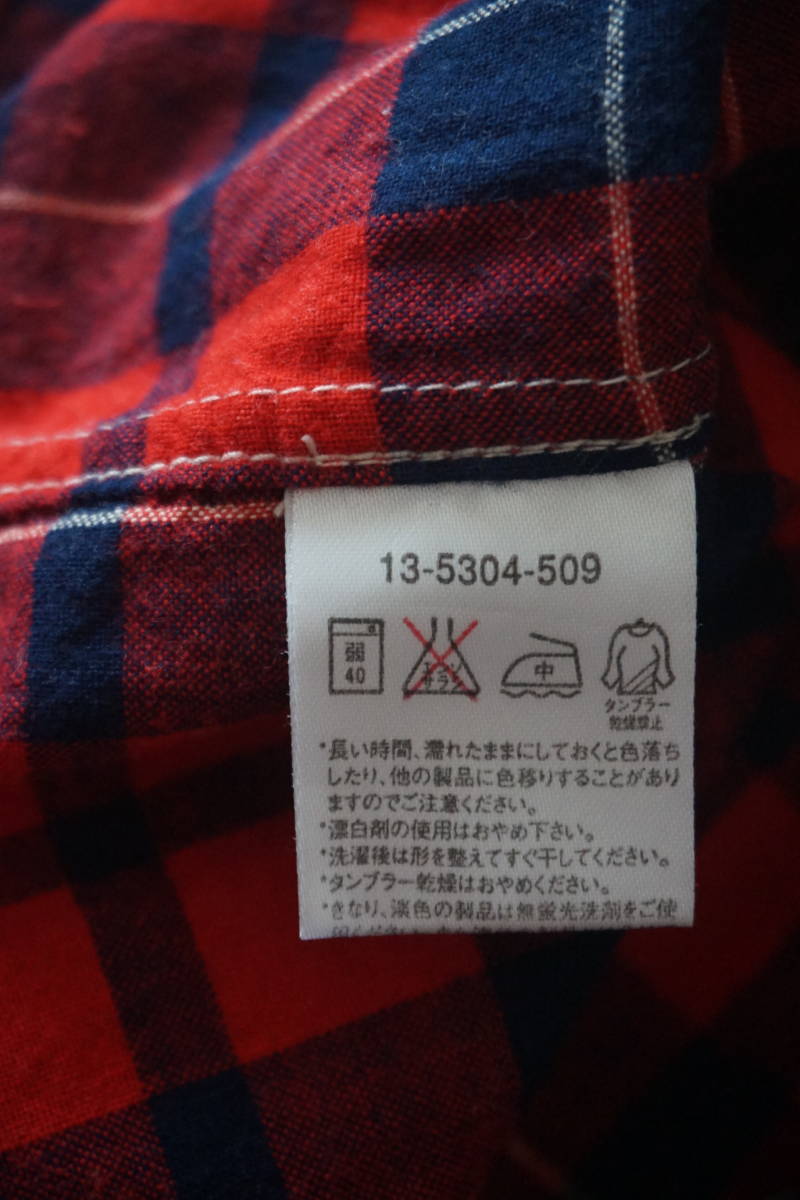 13-5304-509
弱
40
エンソ
サラシ
中
タンブラー
乾燥禁止
*長い時間、濡れたままにしておくと色落ち
したり、他の製品に色移りすることがあり
ますのでご注意ください。
*漂白剤の使用はおやめ下さい。
*洗濯後は形を整えてすぐ干してください。
*タンブラー乾燥はおやめください。
*きなり、淡色の製品は無蛍光洗剤をご使
用ください。